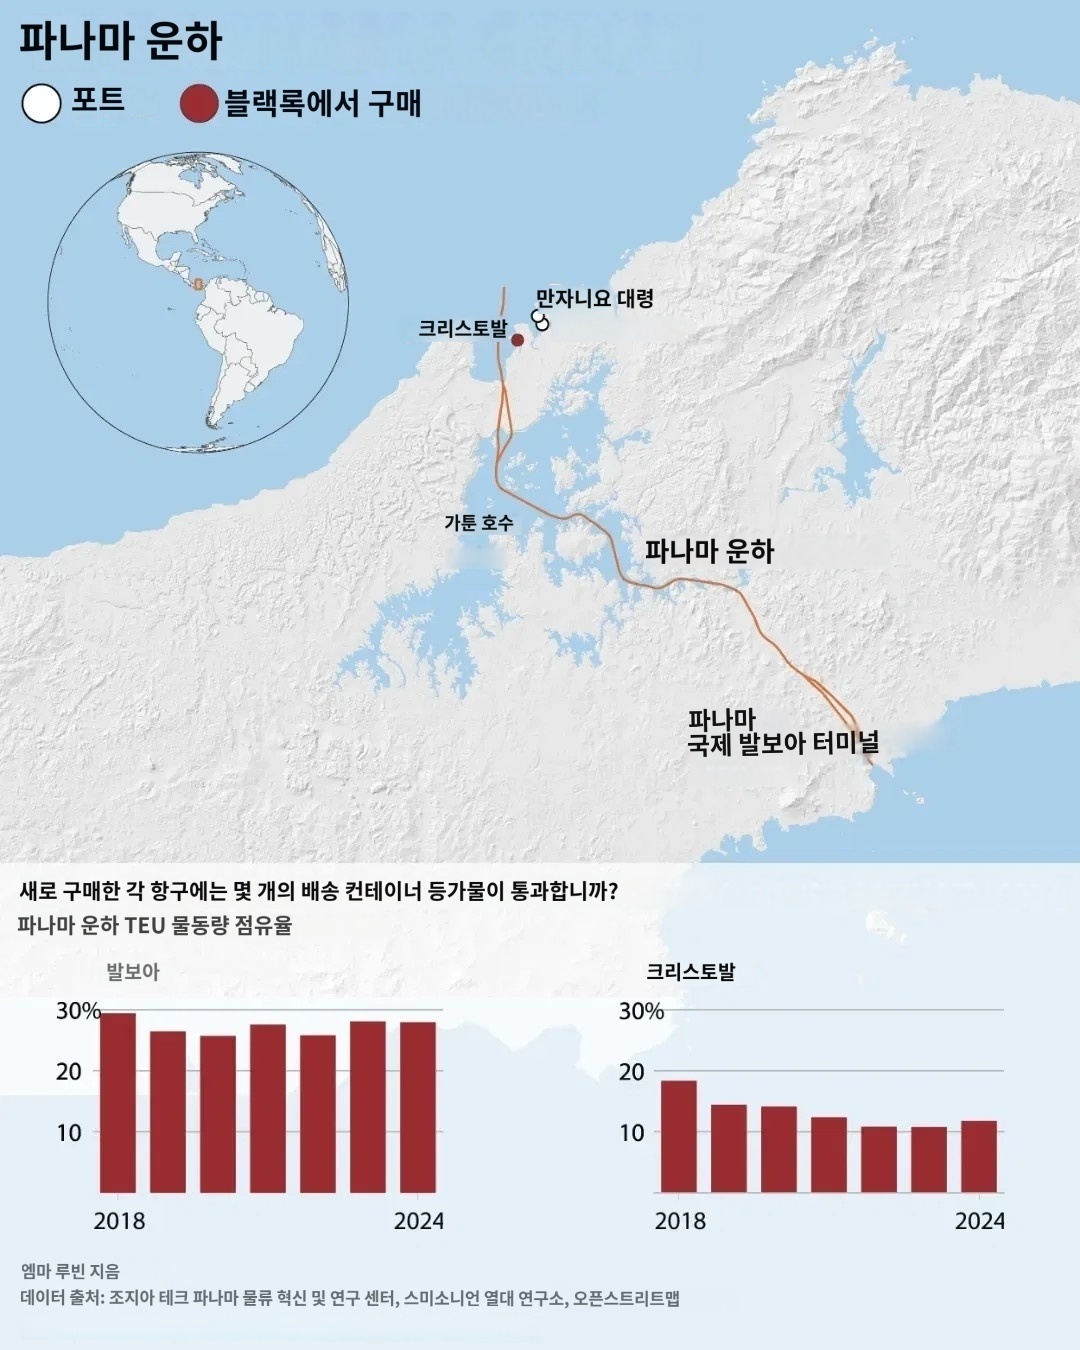 파나마 운하
포트
블랙록에서 구매
만자니요 대령
크리스토발
가툰 호수
파나마 운하
파나마
국제 발보아 터미널
새로 구매한 각 항구에는 몇 개의 배송 컨테이너 등가물이 통과합니까?
파나마 운하 TEU 물동량 점유율
발보아
크리스토발
30%
20
10
2018
2024
30%
20
10
2018
2024
엠마 루빈 지음
데이터 출처: 조지아 테크 파나마 물류 혁신 및 연구 센터, 스미소니언 열대 연구소, 오픈스트리트맵